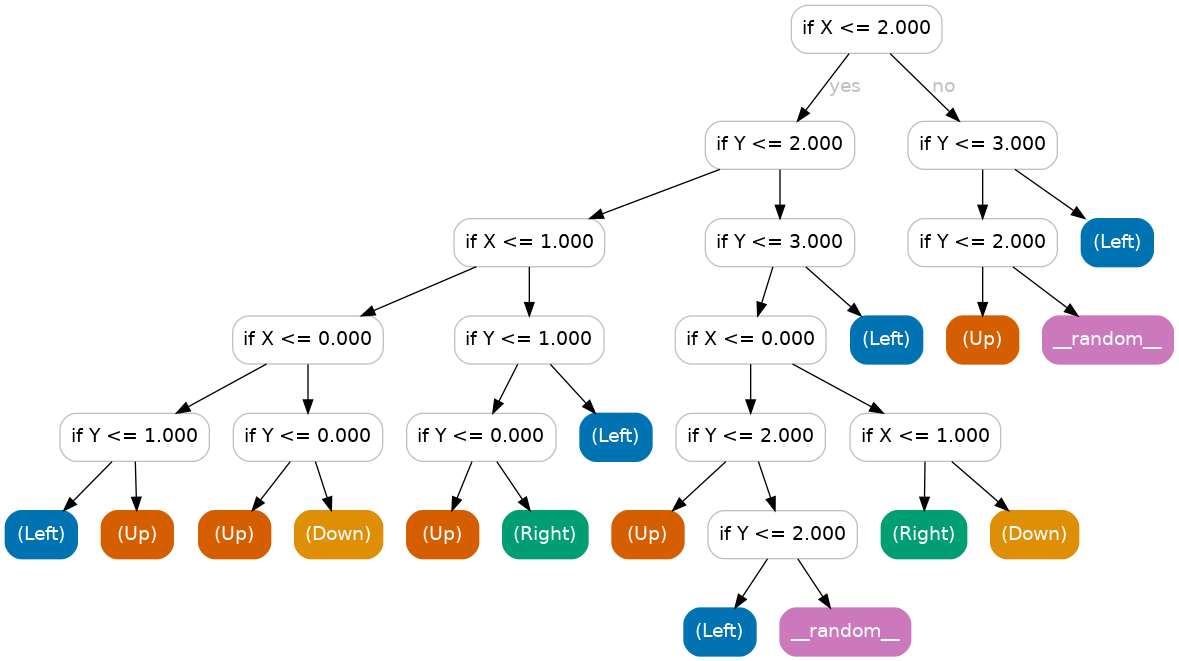 if X <= 2.000
yes
no
if Y <= 2.000
if Y <= 3.000
if X <= 1.000
if Y <= 3.000
if Y <= 2.000
(Left)
if X <= 0.000
if Y <= 1.000
if X <= 0.000
(Left)
(Up)
__random__
if Y <= 1.000
if Y <= 0.000
if Y <= 0.000
(Left)
if Y <= 2.000
if X <= 1.000
(Left)
(Up)
(Up)
(Down)
(Up)
(Right)
(Up)
if Y <= 2.000
(Right)
(Down)
(Left)
__random__